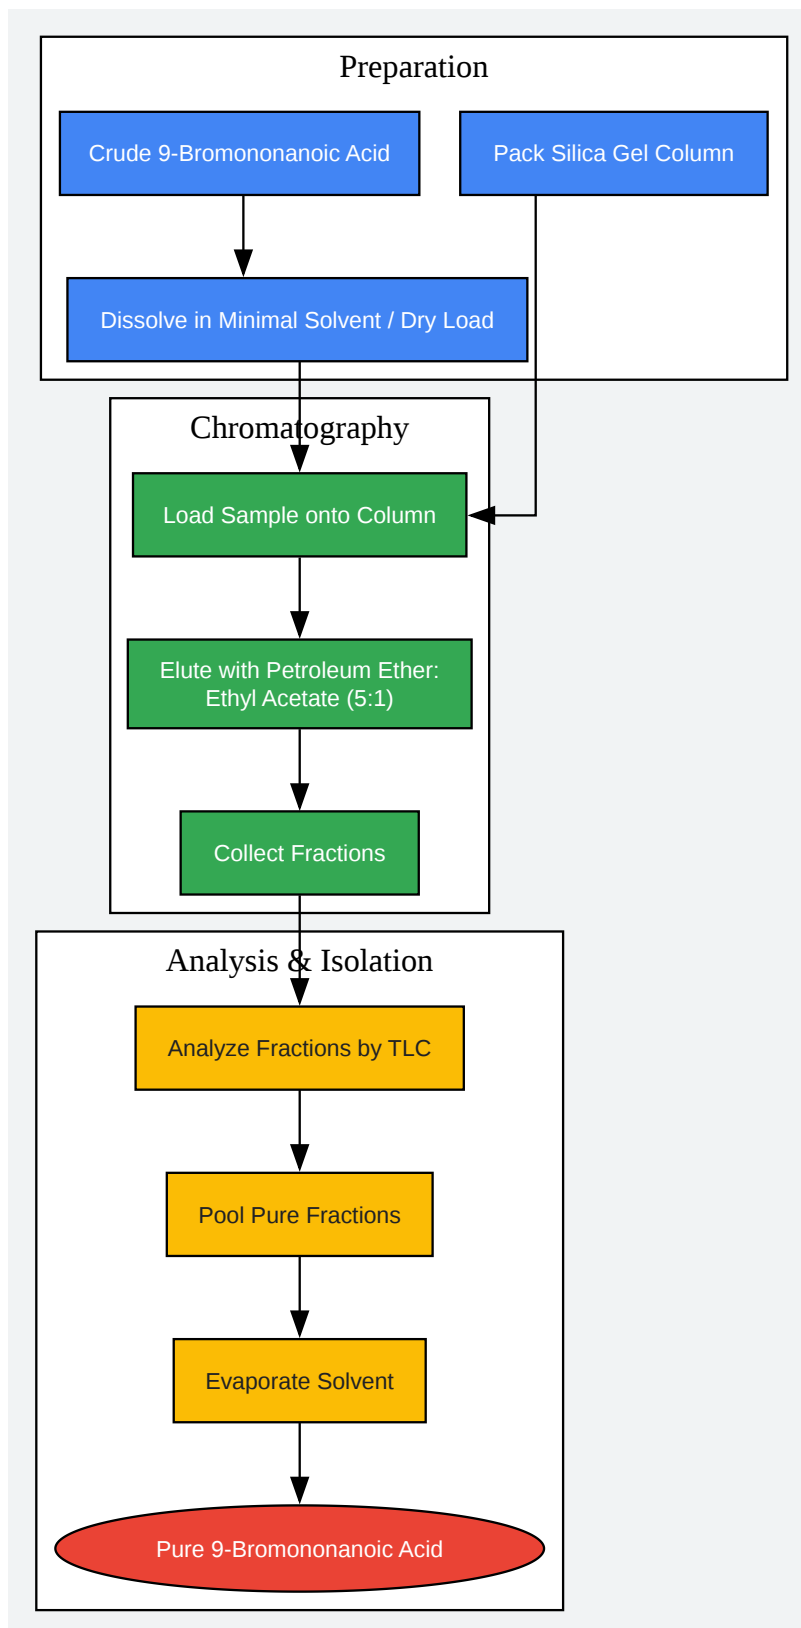 Preparation
Crude 9-Bromononanoic Acid
Pack Silica Gel Column
Dissolve in Minimal Solvent / Dry Load
Chromatography
Load Sample onto Column
Elute with Petroleum Ether:
Ethyl Acetate (5:1)
Collect Fractions
Analysis & Isolation
Analyze Fractions by TLC
Pool Pure Fractions
Evaporate Solvent
Pure 9-Bromononanoic Acid